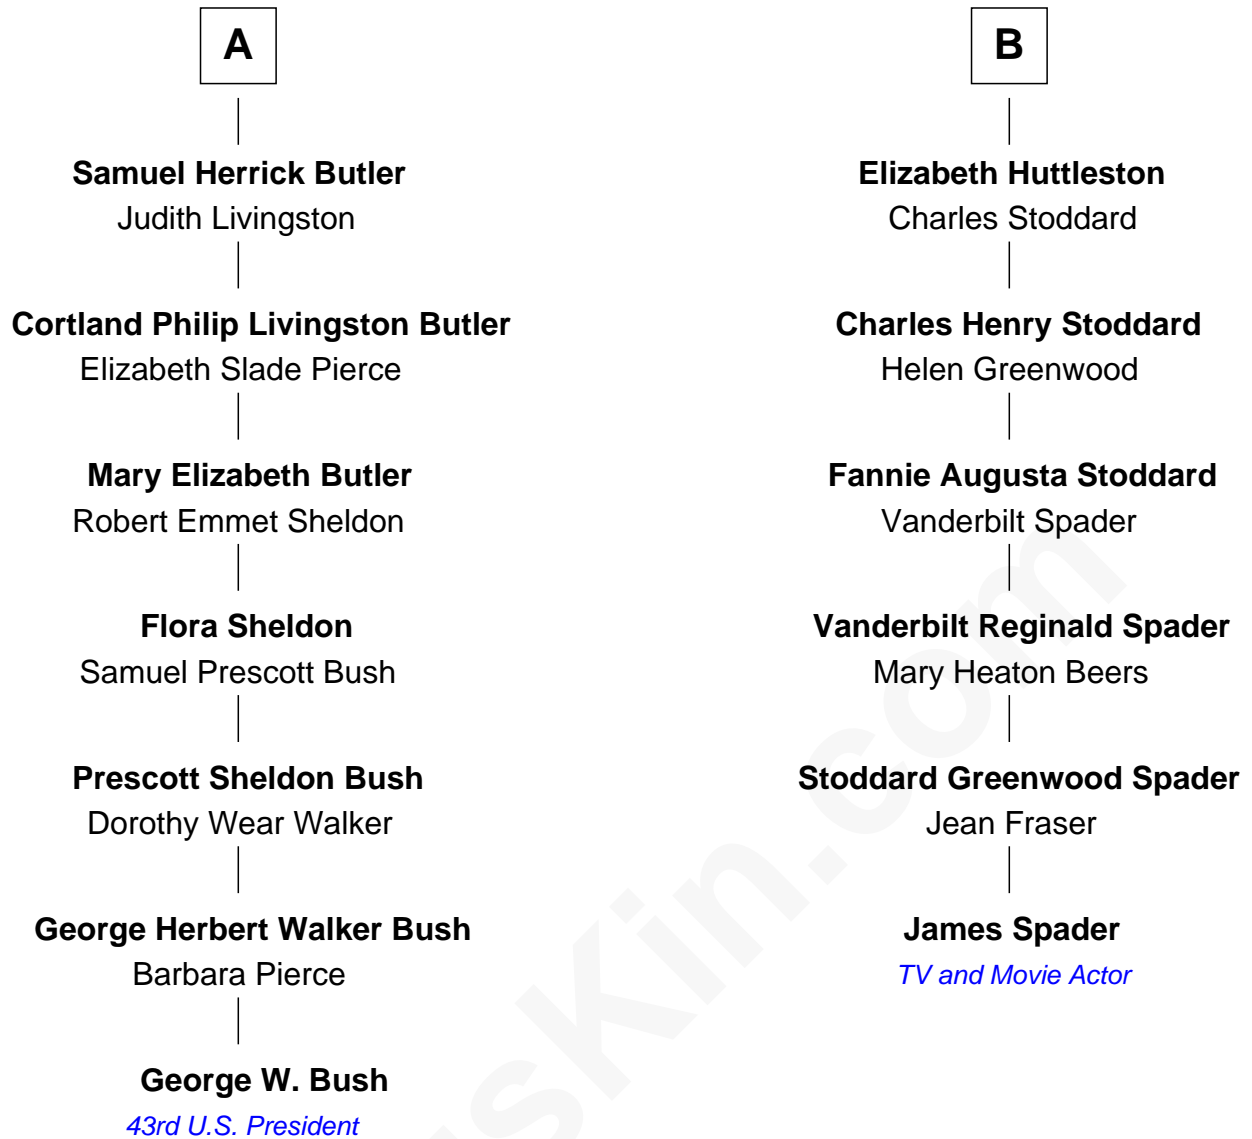 A
Samuel Herrick Butler
Judith Livingston
Cortland Philip Livingston Butler
Elizabeth Slade Pierce
Mary Elizabeth Butler
Robert Emmet Sheldon
Flora Sheldon
Samuel Prescott Bush
Prescott Sheldon Bush
Dorothy Wear Walker
George Herbert Walker Bush
Barbara Pierce
George W. Bush
43rd U.S. President
B
Elizabeth Huttleston
Charles Stoddard
Charles Henry Stoddard
Helen Greenwood
Fannie Augusta Stoddard
Vanderbilt Spader
Vanderbilt Reginald Spader
Mary Heaton Beers
Stoddard Greenwood Spader
Jean Fraser
James Spader
TV and Movie Actor
sKin.com